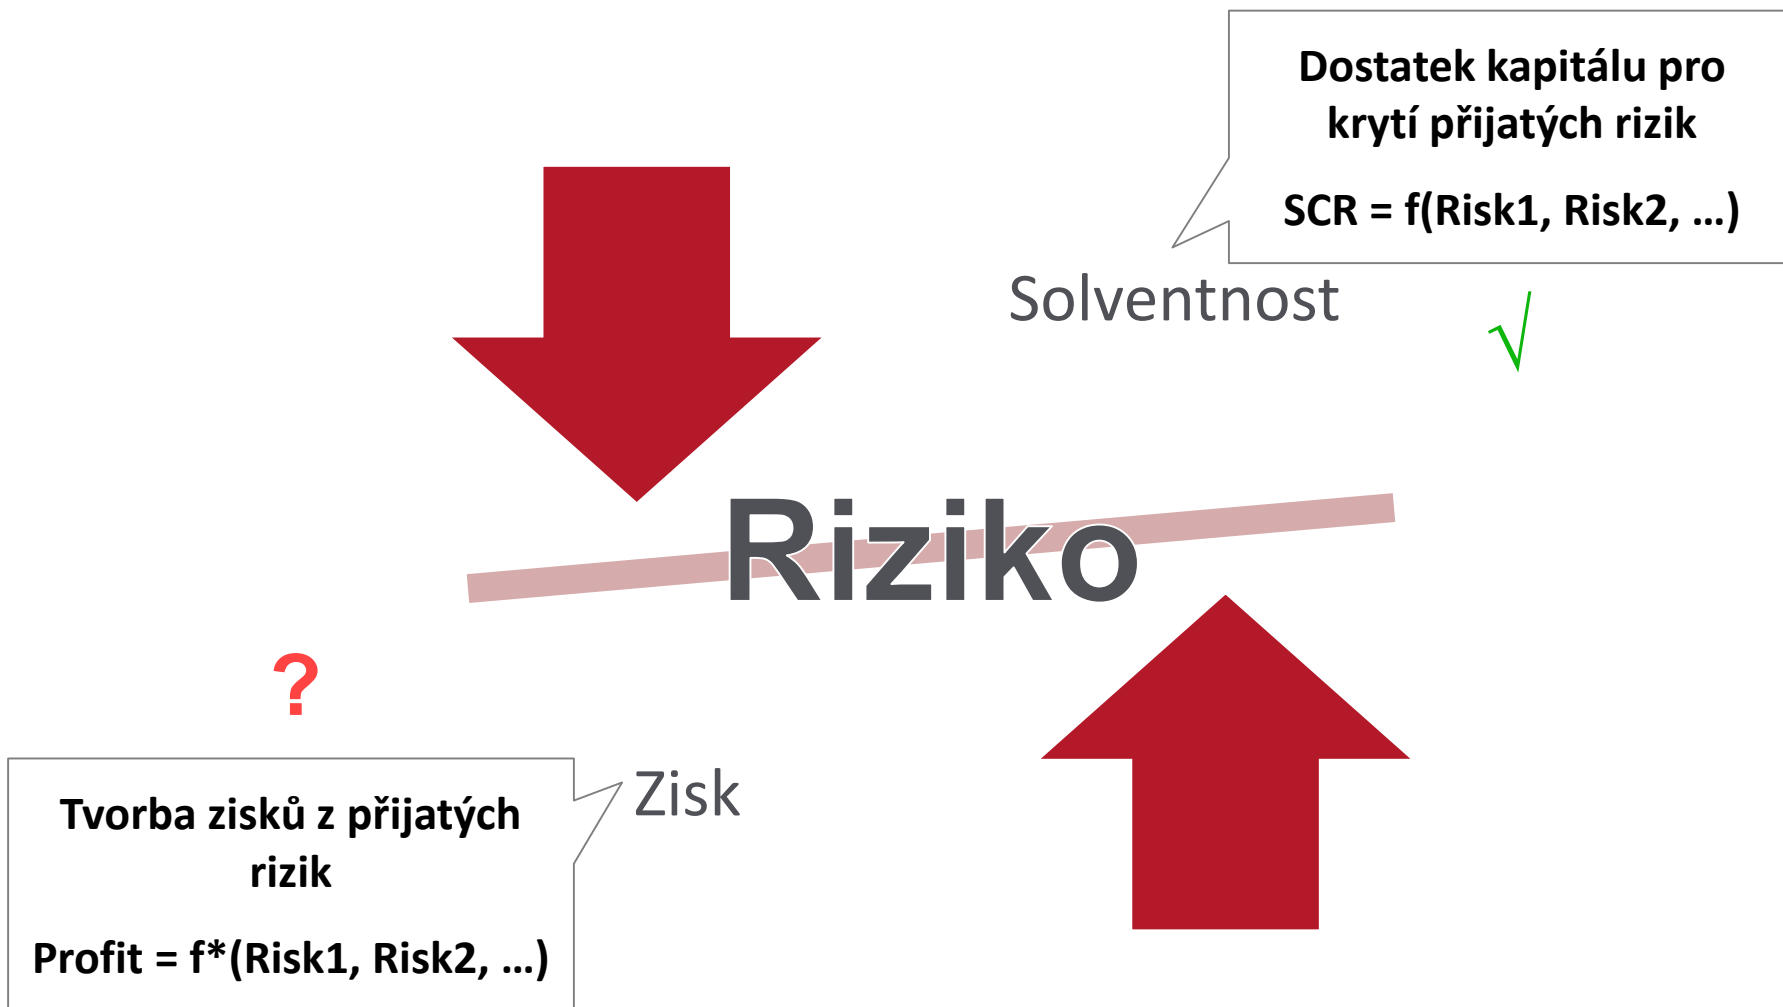 Dostatek kapitálu pro
krytí přijatých rizik
SCR = f(Risk1, Risk2, ...)
Solventnost
√
Riziko
?
Zisk
Tvorba zisků z přijatých
rizik
Profit = f*(Risk1, Risk2, ...)